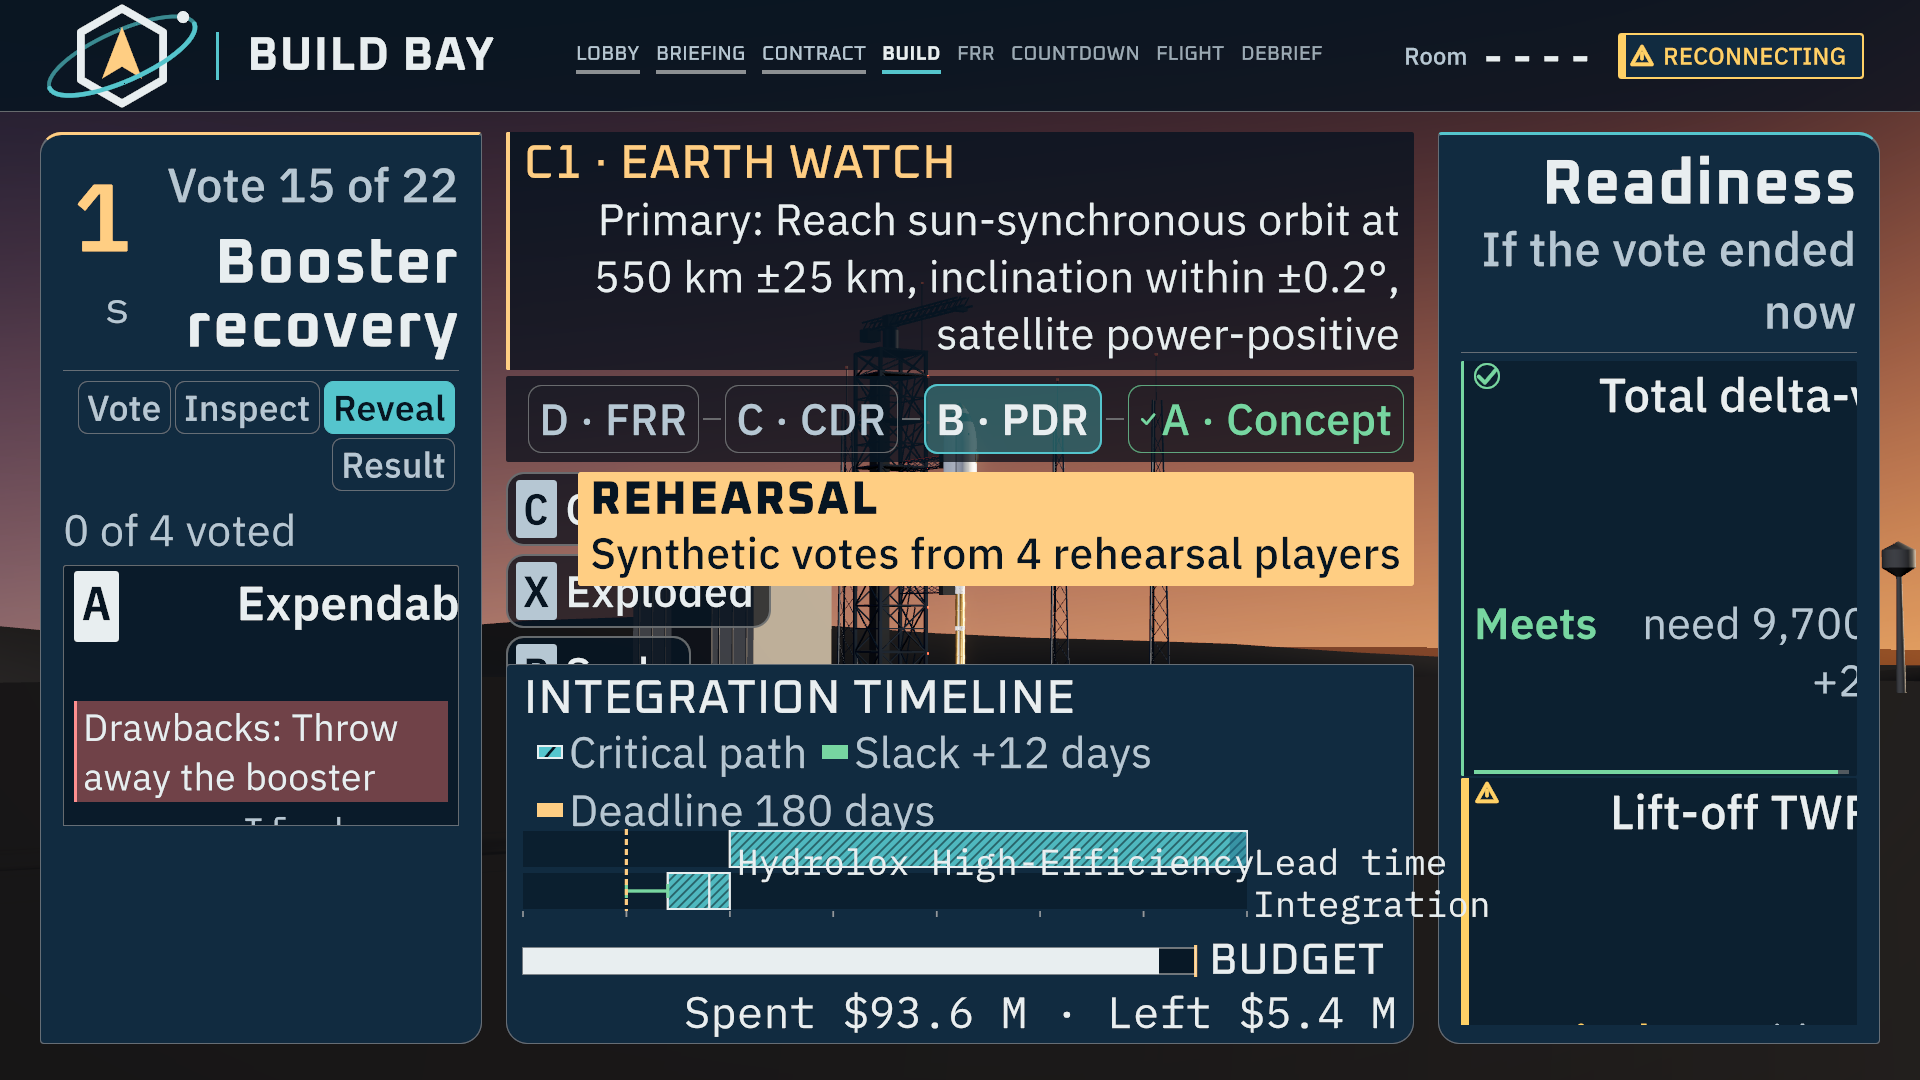 BUILD BAY
LOBBY BRIEFING CONTRACT BUILD FRR COUNTDOWN FLIGHT DEBRIEF
Room - - - -
RECONNECTING
1 s
Vote 15 of 22
Booster
recovery
Vote Inspect Reveal
Result
0 of 4 voted
A Expendab
Drawbacks: Throw
away the booster
C1 · EARTH WATCH
Primary: Reach sun-synchronous orbit at
550 km ±25 km, inclination within ±0.2°,
satellite power-positive
D · FRR C · CDR B · PDR A · Concept
C
REHEARSAL
Synthetic votes from 4 rehearsal players
X Exploded
INTEGRATION TIMELINE
Critical path Slack +12 days
Deadline 180 days
Hydrolox High-Efficiency Lead time
Integration
BUDGET
Spent $93.6 M · Left $5.4 M
Readiness
If the vote ended
now
Total delta-v
Meets need 9,700
+2
Lift-off TWR